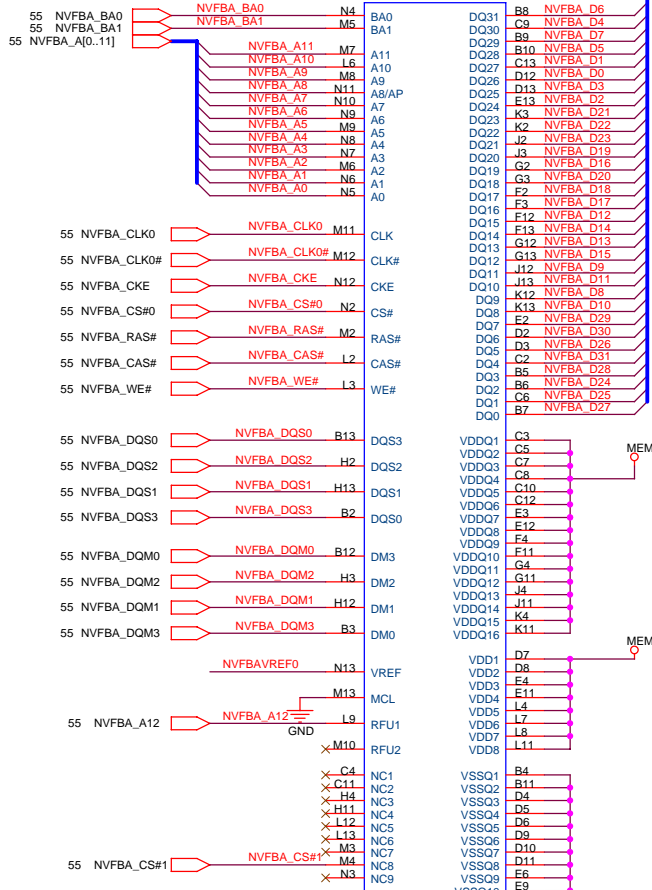 55 NVFBA_BA0 NVFBA_BA0 N4 BA0
55 NVFBA_BA1 NVFBA_BA1 M5 BA1
55 NVFBA_A[0..11]
NVFBA_A11 M7 A11
NVFBA_A10 L6 A10
NVFBA_A9 M8 A9
NVFBA_A8 N11 A8/AP
NVFBA_A7 N10 A7
NVFBA_A6 N9 A6
NVFBA_A5 M9 A5
NVFBA_A4 N8 A4
NVFBA_A3 N7 A3
NVFBA_A2 M6 A2
NVFBA_A1 N6 A1
NVFBA_A0 N5 A0
55 NVFBA_CLK0 NVFBA_CLK0 M11 CLK
55 NVFBA_CLK0# NVFBA_CLK0# M12 CLK#
55 NVFBA_CKE NVFBA_CKE N12 CKE
55 NVFBA_CS#0 NVFBA_CS#0 N2 CS#
55 NVFBA_RAS# NVFBA_RAS# M2 RAS#
55 NVFBA_CAS# NVFBA_CAS# L2 CAS#
55 NVFBA_WE# NVFBA_WE# L3 WE#
55 NVFBA_DQS0 NVFBA_DQS0 B13 DQS3
55 NVFBA_DQS2 NVFBA_DQS2 H2 DQS2
55 NVFBA_DQS1 NVFBA_DQS1 H13 DQS1
55 NVFBA_DQS3 NVFBA_DQS3 B2 DQS0
55 NVFBA_DQM0 NVFBA_DQM0 B12 DM3
55 NVFBA_DQM2 NVFBA_DQM2 H3 DM2
55 NVFBA_DQM1 NVFBA_DQM1 H12 DM1
55 NVFBA_DQM3 NVFBA_DQM3 B3 DM0
NVFBAVREF0 N13 VREF
M13 MCL
GND
55 NVFBA_A12 NVFBA_A12 L9 RFU1
M10 RFU2
C4 NC1
C11 NC2
H4 NC3
H11 NC4
L12 NC5
L13 NC6
M3 NC7
55 NVFBA_CS#1 NVFBA_CS#1 M4 NC8
N3 NC9
DQ31 B8 NVFBA_D6
DQ30 C9 NVFBA_D4
DQ29 B9 NVFBA_D7
DQ28 B10 NVFBA_D5
DQ27 C13 NVFBA_D1
DQ26 D12 NVFBA_D0
DQ25 D13 NVFBA_D3
DQ24 E13 NVFBA_D2
DQ23 K3 NVFBA_D21
DQ22 K2 NVFBA_D22
DQ21 J2 NVFBA_D23
DQ20 J3 NVFBA_D19
DQ19 G2 NVFBA_D16
DQ18 G3 NVFBA_D20
DQ17 F2 NVFBA_D18
DQ16 F3 NVFBA_D17
DQ15 F12 NVFBA_D12
DQ14 F13 NVFBA_D14
DQ13 G12 NVFBA_D13
DQ12 G13 NVFBA_D15
DQ11 J12 NVFBA_D9
DQ10 J13 NVFBA_D11
DQ9 K12 NVFBA_D8
DQ8 K13 NVFBA_D10
DQ7 E2 NVFBA_D29
DQ6 D2 NVFBA_D30
DQ5 D3 NVFBA_D26
DQ4 C2 NVFBA_D31
DQ3 B5 NVFBA_D28
DQ2 B6 NVFBA_D24
DQ1 C6 NVFBA_D25
DQ0 B7 NVFBA_D27
VDDQ1 C3
VDDQ2 C5
VDDQ3 C7
MEM
VDDQ4 C8
VDDQ5 C10
VDDQ6 C12
VDDQ7 E3
VDDQ8 E12
VDDQ9 F4
VDDQ10 F11
VDDQ11 G4
VDDQ12 G11
VDDQ13 J4
VDDQ14 J11
VDDQ15 K4
VDDQ16 K11
MEM
VDD1 D7
VDD2 D8
VDD3 E4
VDD4 E11
VDD5 L4
VDD6 L7
VDD7 L8
VDD8 L11
VSSQ1 B4
VSSQ2 B11
VSSQ3 D4
VSSQ4 D5
VSSQ5 D6
VSSQ6 D9
VSSQ7 D10
VSSQ8 D11
VSSQ9 E6
E9